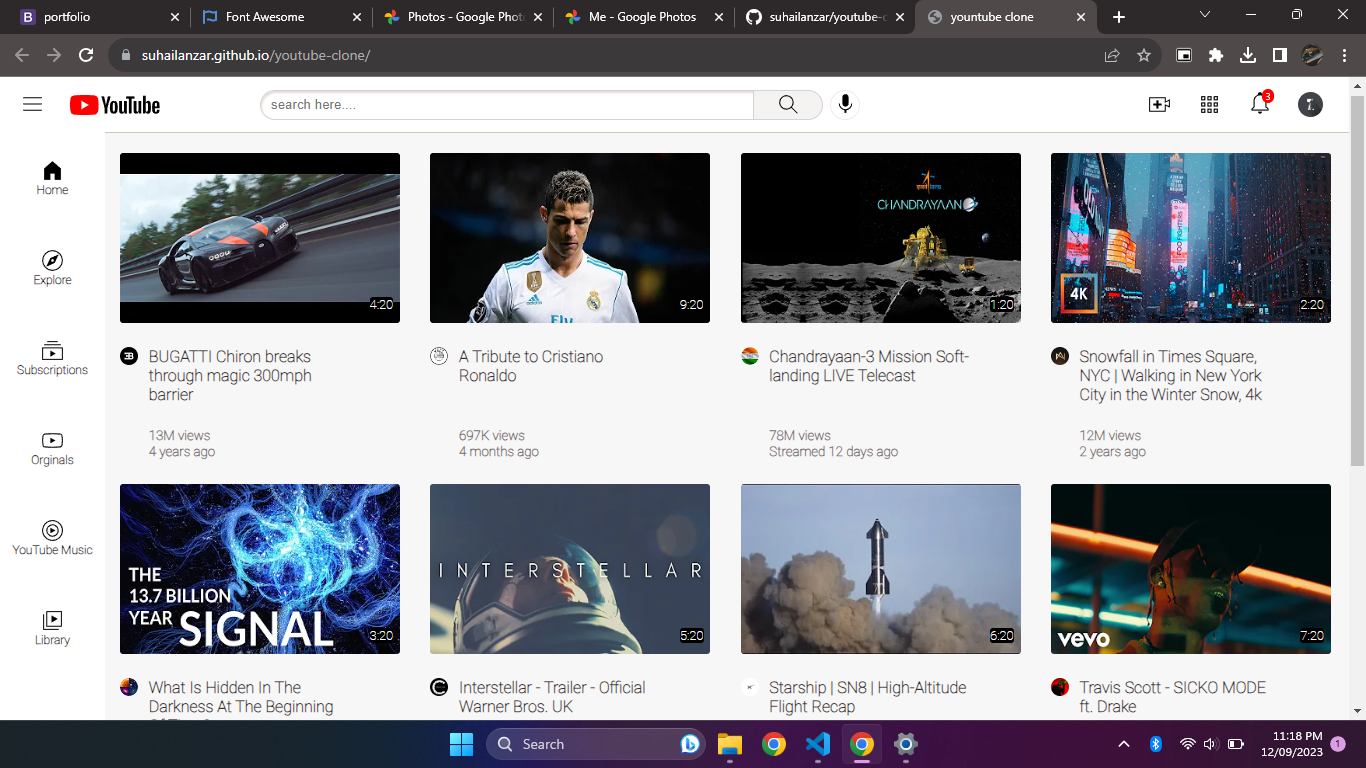 portfolio
Font Awesome
Photos - Google Phot
Me - Google Photos
suhailanzar/youtube-c
yountube clone
suhailanzar.github.io/youtube-clone/
YouTube
search here....
3
Home
Explore
Subscriptions
Orginals
YouTube Music
Library
4:20
9:20
CHANDRAYAAN
1:20
FOO FIGHTERS
4K
2:20
BUGATTI Chiron breaks
through magic 300mph
barrier
13M views
4 years ago
A Tribute to Cristiano
Ronaldo
697K views
4 months ago
Chandrayaan-3 Mission Soft-
landing LIVE Telecast
78M views
Streamed 12 days ago
Snowfall in Times Square,
NYC | Walking in New York
City in the Winter Snow, 4k
12M views
2 years ago
THE
13.7 BILLION
YEAR SIGNAL
3:20
INTERSTELLAR
5:20
6:20
vevo
7:20
What Is Hidden In The
Darkness At The Beginning
Interstellar - Trailer - Official
Warner Bros. UK
Starship | SN8 | High-Altitude
Flight Recap
Travis Scott - SICKO MODE
ft. Drake
Search
11:18 PM
12/09/2023
1